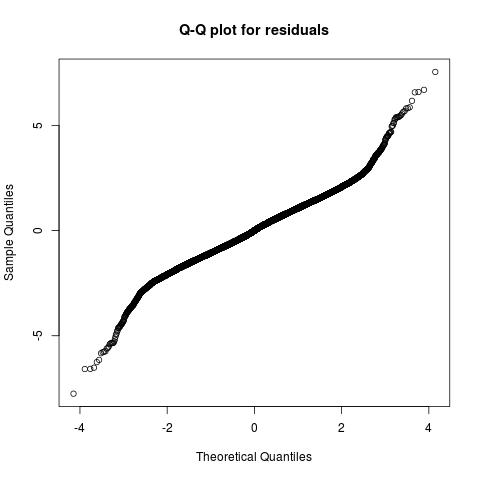 Q-Q plot for residuals
5
0
-5
Sample Quantiles
-4 -2 0 2 4
Theoretical Quantiles